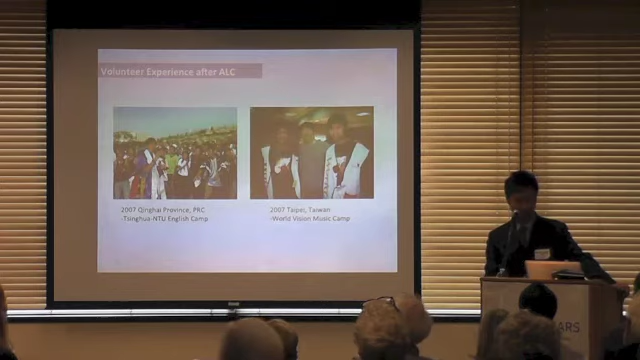 Volunteer Experience after ALC
2007 Qinghai Province, PRC
-Tsinghua-NTU English Camp
2007 Taipei, Taiwan
-World Vision Music Camp